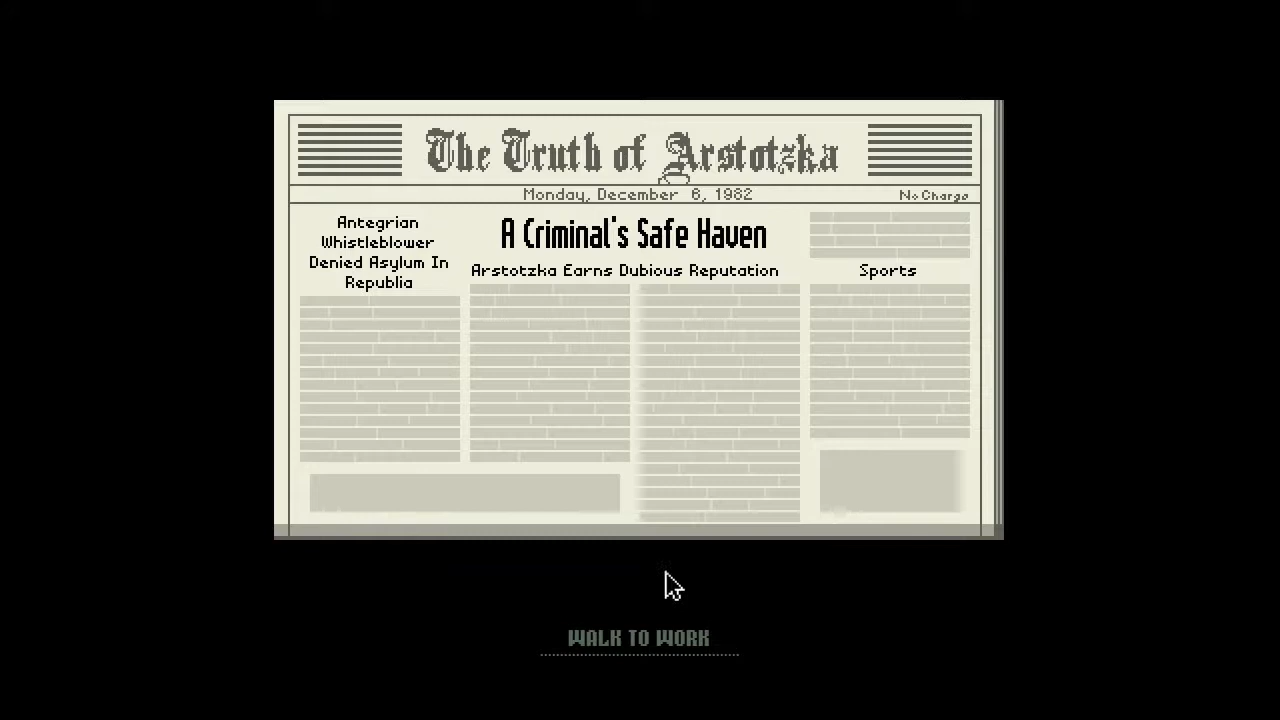 The Truth of Arstotzka
Monday, December 6, 1982
No Charge
Antegrian
Whistleblower
Denied Asylum In
Republia
A Criminal's Safe Haven
Arstotzka Earns Dubious Reputation
Sports
WALK TO WORK